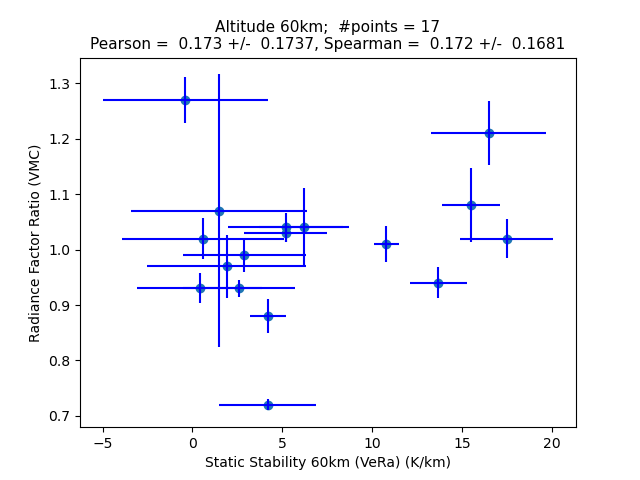 Altitude 60km;  #points = 17
Pearson =  0.173 +/-  0.1737, Spearman =  0.172 +/-  0.1681
Radiance Factor Ratio (VMC)
1.3
1.2
1.1
1.0
0.9
0.8
0.7
−5 0 5 10 15 20
Static Stability 60km (VeRa) (K/km)